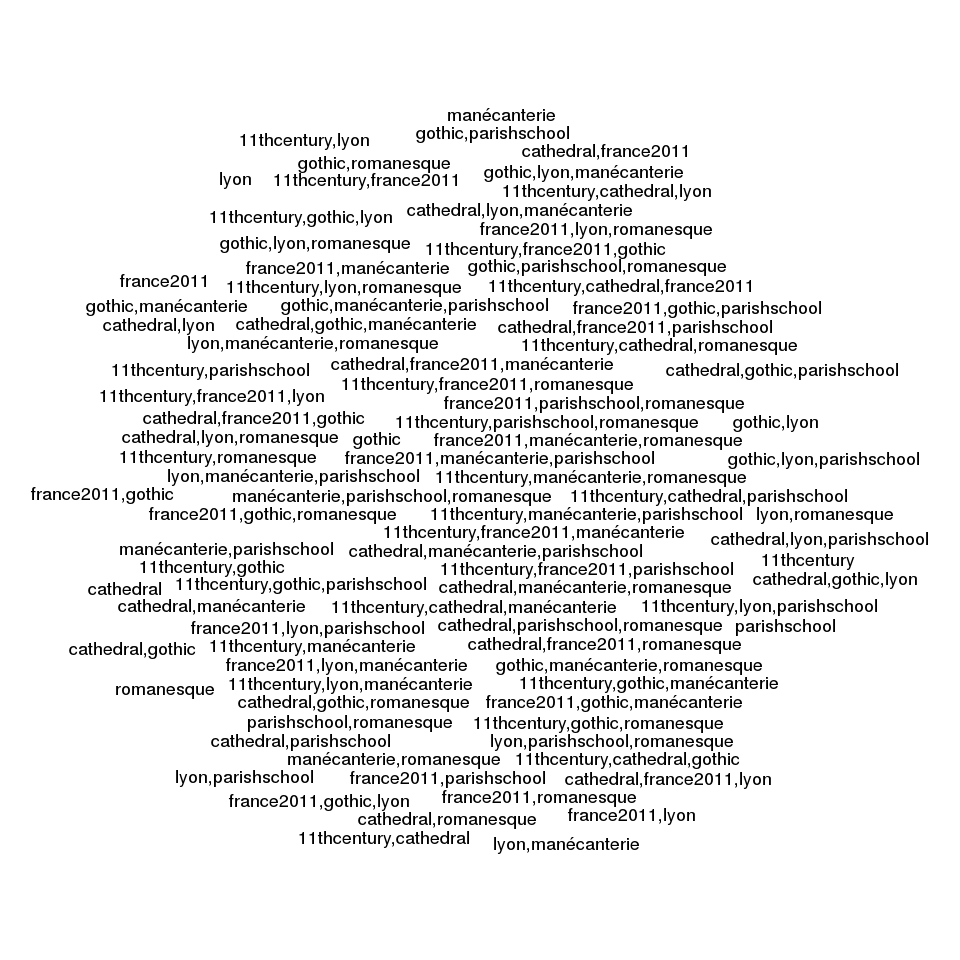 manécanterie
gothic,parishschool
11thcentury,lyon
cathedral,france2011
gothic,romanesque
gothic,lyon,manécanterie
lyon 11thcentury,france2011
11thcentury,cathedral,lyon
cathedral,lyon,manécanterie
11thcentury,gothic,lyon
france2011,lyon,romanesque
gothic,lyon,romanesque
11thcentury,france2011,gothic
france2011,manécanterie gothic,parishschool,romanesque
france2011
11thcentury,lyon,romanesque 11thcentury,cathedral,france2011
gothic,manécanterie gothic,manécanterie,parishschool france2011,gothic,parishschool
cathedral,lyon cathedral,gothic,manécanterie cathedral,france2011,parishschool
lyon,manécanterie,romanesque 11thcentury,cathedral,romanesque
cathedral,france2011,manécanterie
11thcentury,parishschool cathedral,gothic,parishschool
11thcentury,france2011,romanesque
11thcentury,france2011,lyon
france2011,parishschool,romanesque
cathedral,france2011,gothic
11thcentury,parishschool,romanesque gothic,lyon
cathedral,lyon,romanesque gothic france2011,manécanterie,romanesque
11thcentury,romanesque france2011,manécanterie,parishschool gothic,lyon,parishschool
lyon,manécanterie,parishschool 11thcentury,manécanterie,romanesque
france2011,gothic manécanterie,parishschool,romanesque 11thcentury,cathedral,parishschool
france2011,gothic,romanesque 11thcentury,manécanterie,parishschool lyon,romanesque
11thcentury,france2011,manécanterie
cathedral,lyon,parishschool
manécanterie,parishschool cathedral,manécanterie,parishschool
11thcentury
11thcentury,gothic 11thcentury,france2011,parishschool
cathedral,gothic,lyon
cathedral 11thcentury,gothic,parishschool cathedral,manécanterie,romanesque
cathedral,manécanterie 11thcentury,cathedral,manécanterie 11thcentury,lyon,parishschool
france2011,lyon,parishschool cathedral,parishschool,romanesque parishschool
cathedral,gothic 11thcentury,manécanterie cathedral,france2011,romanesque
france2011,lyon,manécanterie gothic,manécanterie,romanesque
romanesque 11thcentury,lyon,manécanterie 11thcentury,gothic,manécanterie
cathedral,gothic,romanesque france2011,gothic,manécanterie
parishschool,romanesque 11thcentury,gothic,romanesque
cathedral,parishschool lyon,parishschool,romanesque
manécanterie,romanesque 11thcentury,cathedral,gothic
lyon,parishschool france2011,parishschool cathedral,france2011,lyon
france2011,gothic,lyon france2011,romanesque
cathedral,romanesque france2011,lyon
11thcentury,cathedral lyon,manécanterie